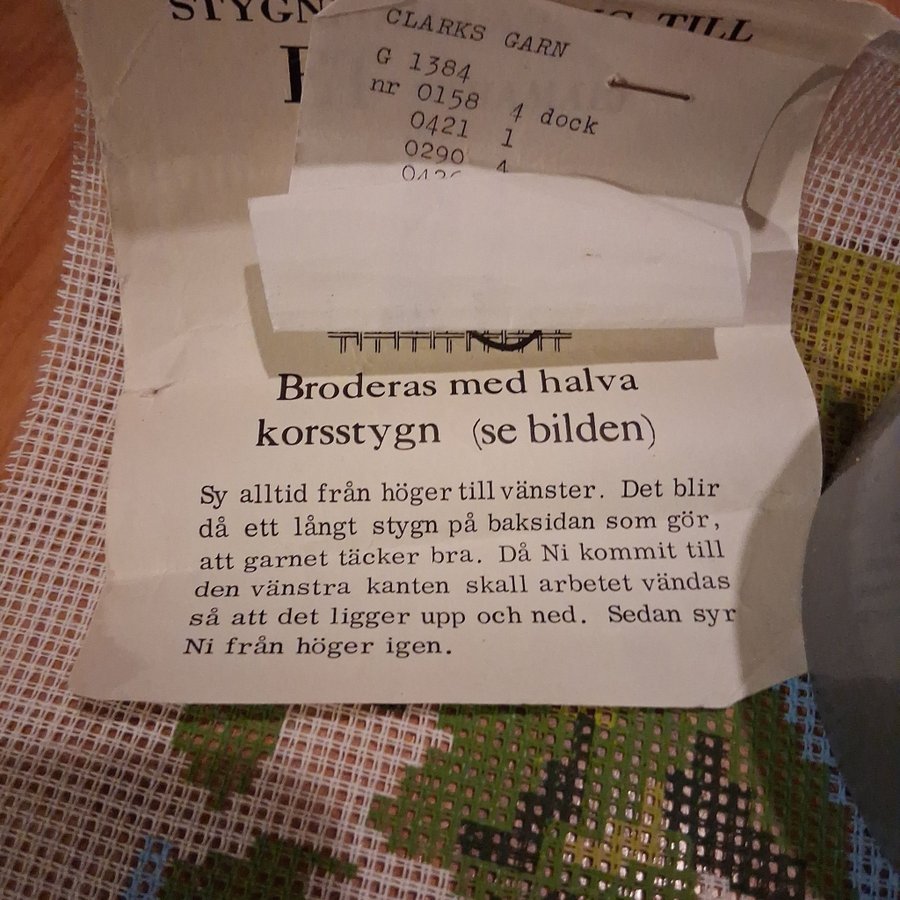 TILL
CLARKS GARN
G 1384
nr 0158 4 dock
0421 1
0290 4
Broderas med halva
korsstygn (se bilden)
Sy alltid från höger till vänster. Det blir
då ett långt stygn på baksidan som gör,
att garnet täcker bra. Då Ni kommit till
den vänstra kanten skall arbetet vändas
så att det ligger upp och ned. Sedan syr
Ni från höger igen.